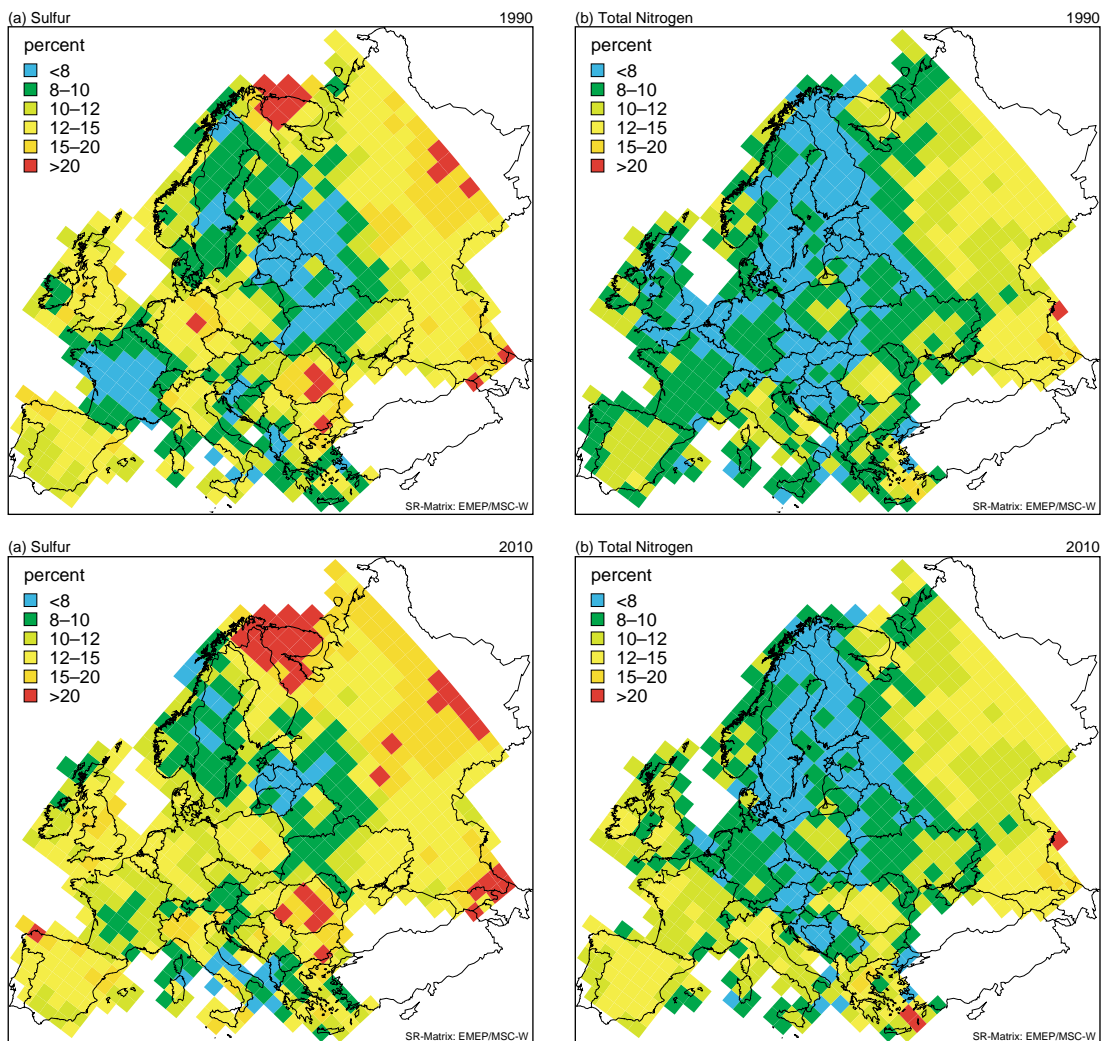 (a) Sulfur 1990
percent
<8
8–10
10–12
12–15
15–20
>20
SR-Matrix: EMEP/MSC-W
(b) Total Nitrogen 1990
percent
<8
8–10
10–12
12–15
15–20
>20
SR-Matrix: EMEP/MSC-W
(a) Sulfur 2010
percent
<8
8–10
10–12
12–15
15–20
>20
SR-Matrix: EMEP/MSC-W
(b) Total Nitrogen 2010
percent
<8
8–10
10–12
12–15
15–20
>20
SR-Matrix: EMEP/MSC-W